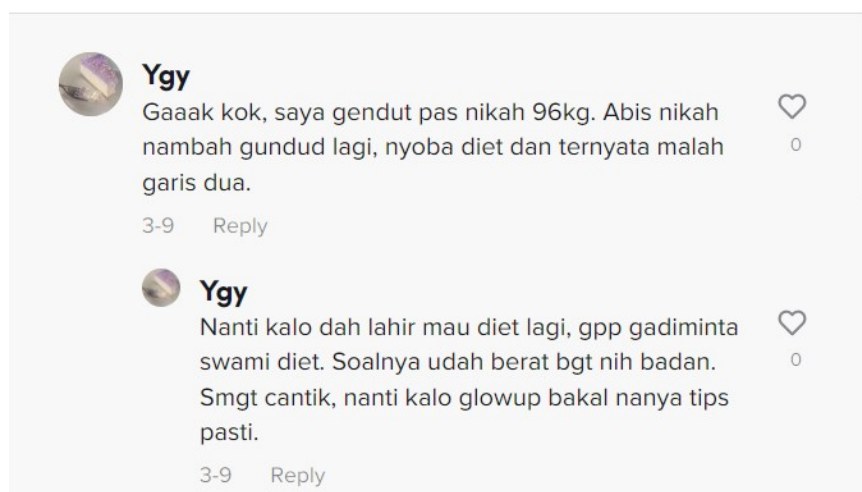 Ygy
Gaaak kok, saya gendut pas nikah 96kg. Abis nikah
nambah gundud lagi, nyoba diet dan ternyata malah
garis dua.
0
3-9 Reply
Ygy
Nanti kalo dah lahir mau diet lagi, gpp gadiminta
swami diet. Soalnya udah berat bgt nih badan.
Smgt cantik, nanti kalo glowup bakal nanya tips
pasti.
0
3-9 Reply